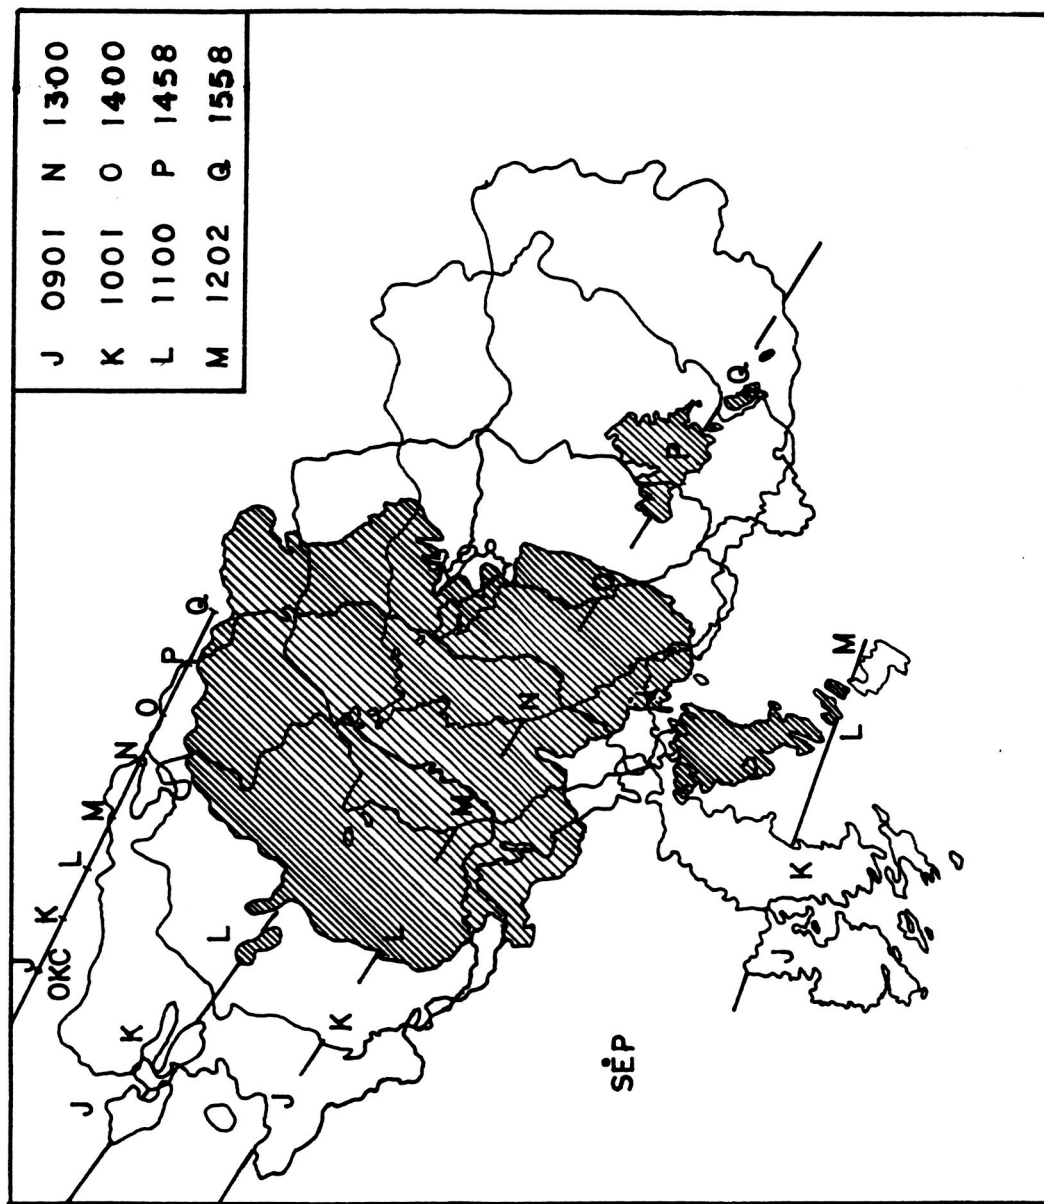 J 0901 N 1300
K 1001 O 1400
L 1100 P 1458
M 1202 Q 1558
J K L M N O P Q
OKC
J K L
J K L M N O P Q
SEP
J K L M